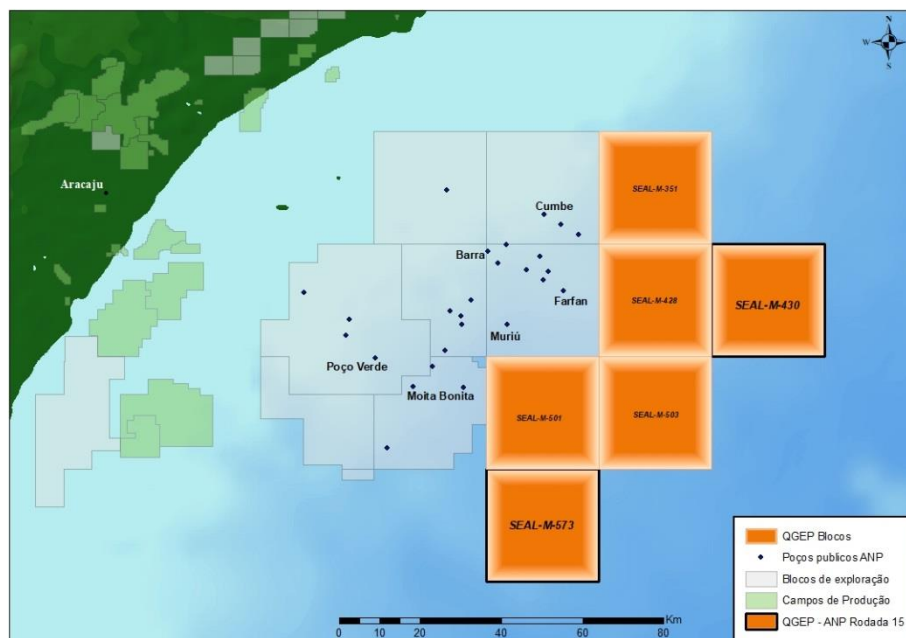 N
W
E
S
Aracaju
SEAL-M-351
Cumbe
Barra
SEAL-M-428
SEAL-M-430
Farfan
Muriú
Poço Verde
Moita Bonita
SEAL-M-501
SEAL-M-503
SEAL-M-573
QGEP Blocos
Poços publicos ANP
Blocos de exploração
Campos de Produção
QGEP - ANP Rodada 15
Km
0 5 10 20 40 60 80